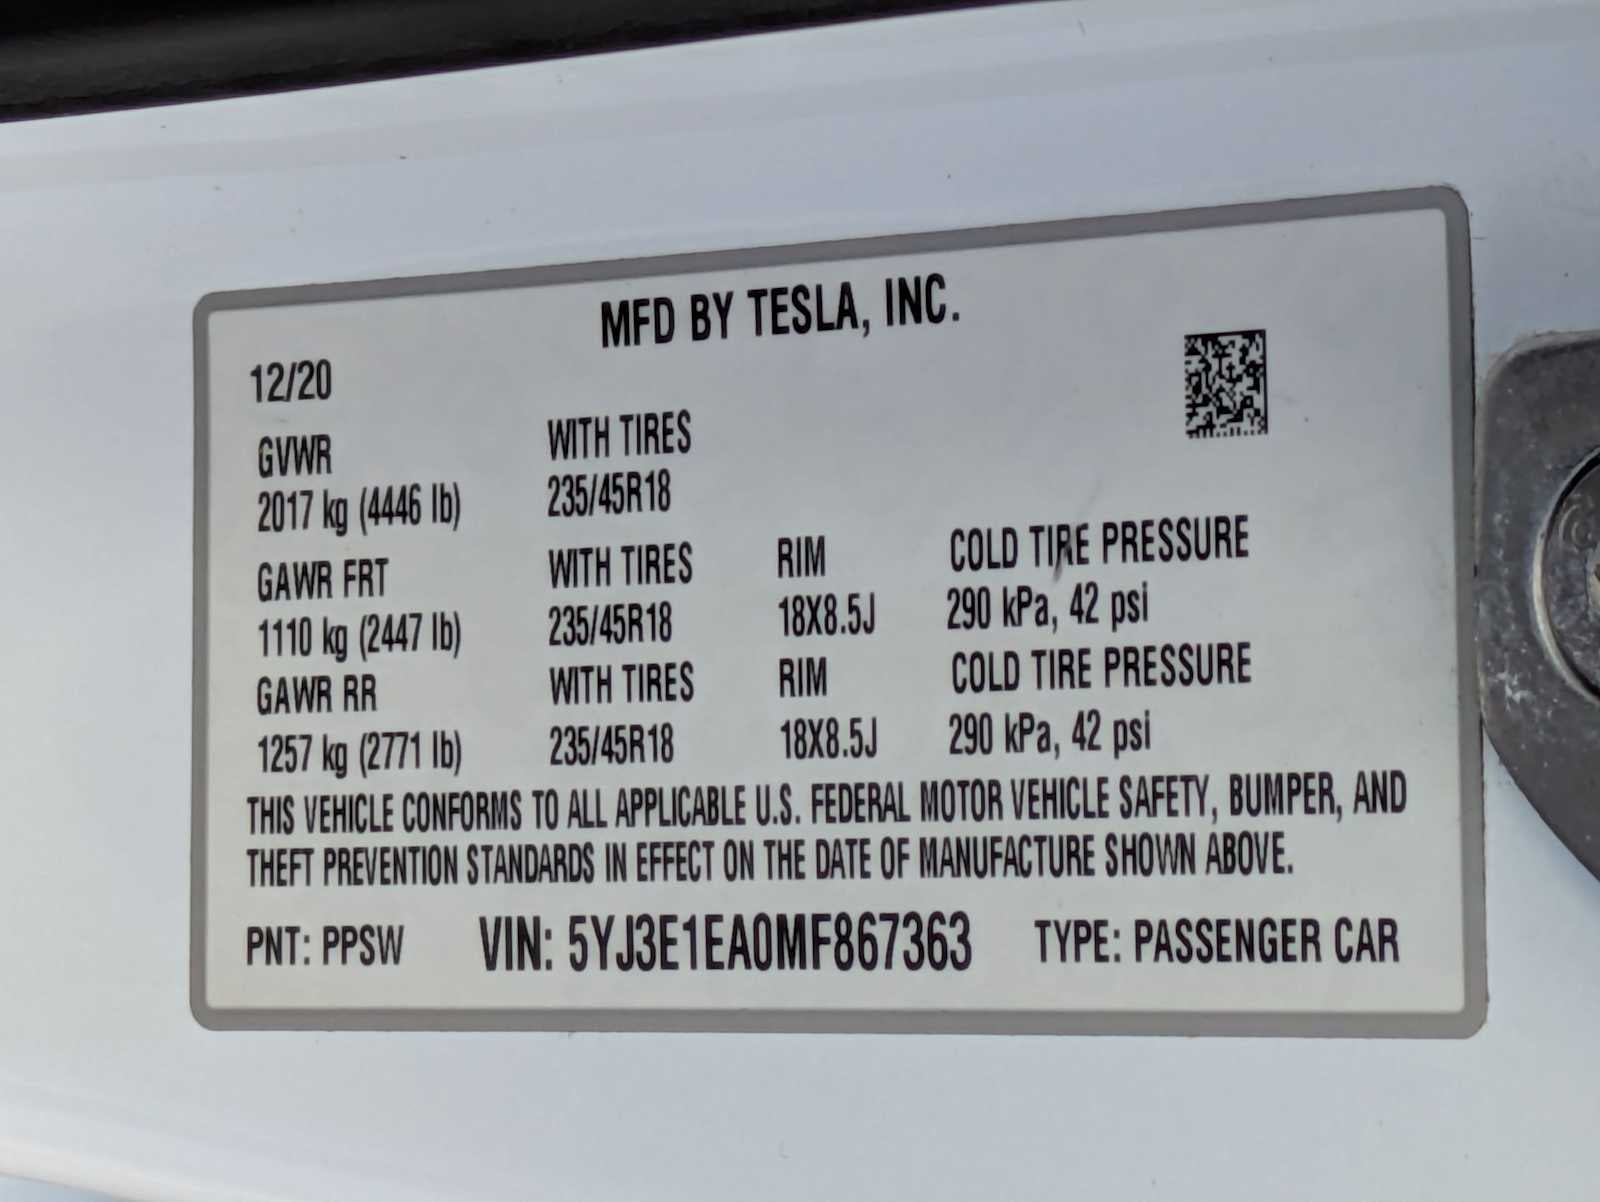 MFD BY TESLA, INC.
12/20
GVWR WITH TIRES
2017 kg (4446 lb) 235/45R18
GAWR FRT WITH TIRES RIM COLD TIRE PRESSURE
1110 kg (2447 lb) 235/45R18 18X8.5J 290 kPa, 42 psi
GAWR RR WITH TIRES RIM COLD TIRE PRESSURE
1257 kg (2771 lb) 235/45R18 18X8.5J 290 kPa, 42 psi
THIS VEHICLE CONFORMS TO ALL APPLICABLE U.S. FEDERAL MOTOR VEHICLE SAFETY, BUMPER, AND
THEFT PREVENTION STANDARDS IN EFFECT ON THE DATE OF MANUFACTURE SHOWN ABOVE.
PNT: PPSW VIN: 5YJ3E1EA0MF867363 TYPE: PASSENGER CAR